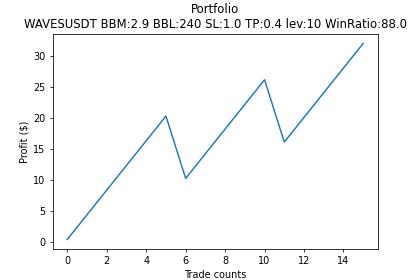 Portfolio
WAVESUSDT BBM:2.9 BBL:240 SL:1.0 TP:0.4 lev:10 WinRatio:88.0
Profit ($)
30
25
20
15
10
5
0
0 2 4 6 8 10 12 14
Trade counts